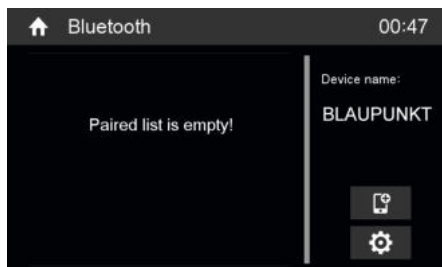 Bluetooth 00:47
Device name:
BLAUPUNKT
Paired list is empty!